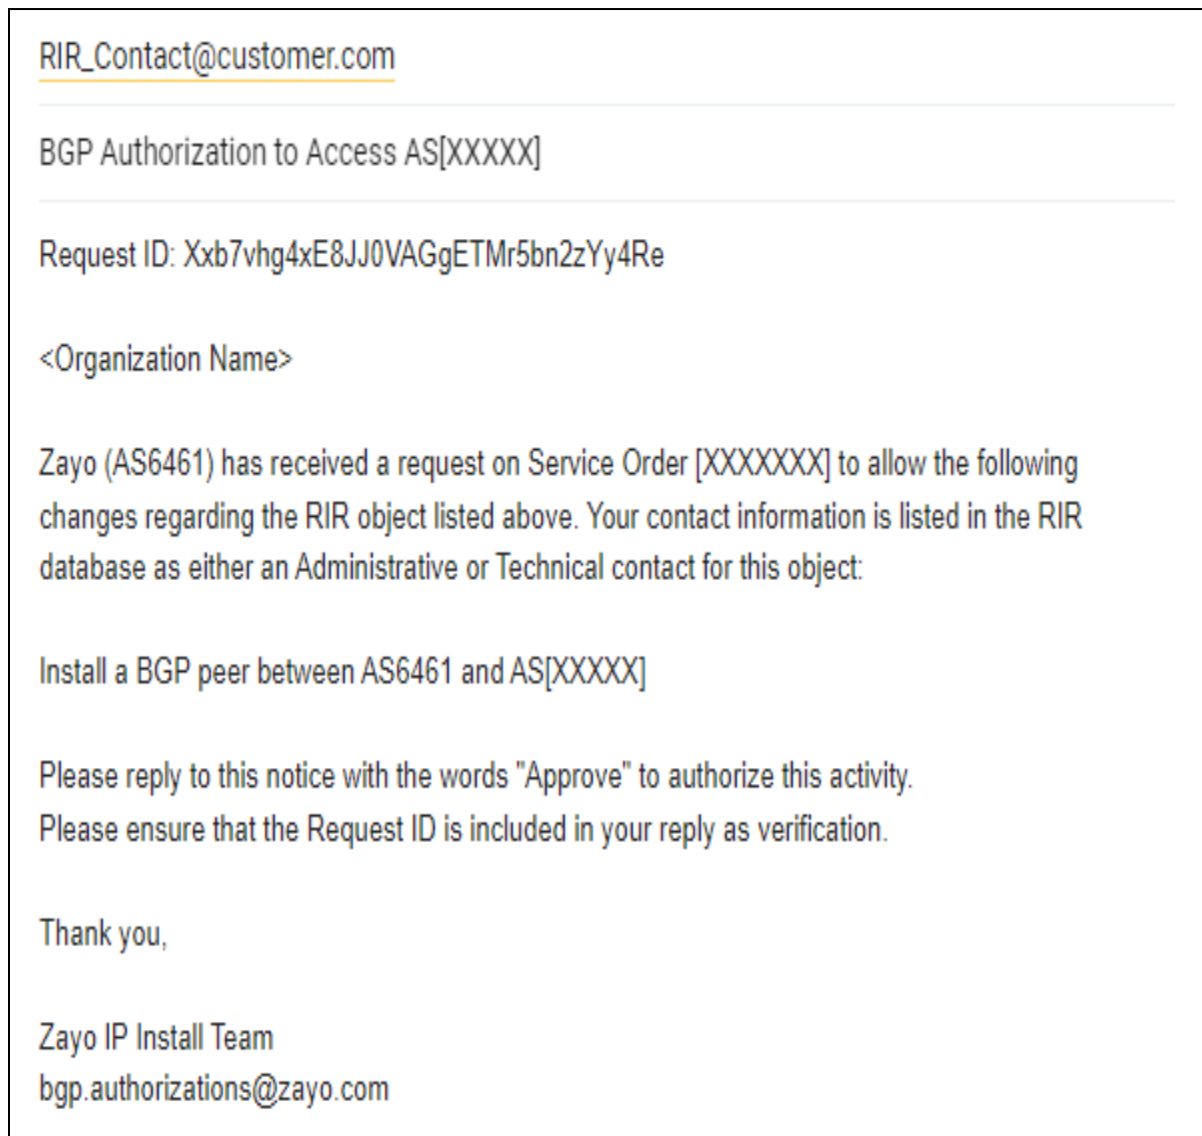 RIR_Contact@customer.com
BGP Authorization to Access AS[XXXXX]
Request ID: Xxb7vhg4xE8JJ0VAGgETMr5bn2zYy4Re
<Organization Name>
Zayo (AS6461) has received a request on Service Order [XXXXXXX] to allow the following
changes regarding the RIR object listed above. Your contact information is listed in the RIR
database as either an Administrative or Technical contact for this object:
Install a BGP peer between AS6461 and AS[XXXXX]
Please reply to this notice with the words "Approve" to authorize this activity.
Please ensure that the Request ID is included in your reply as verification.
Thank you,
Zayo IP Install Team
bgp.authorizations@zayo.com